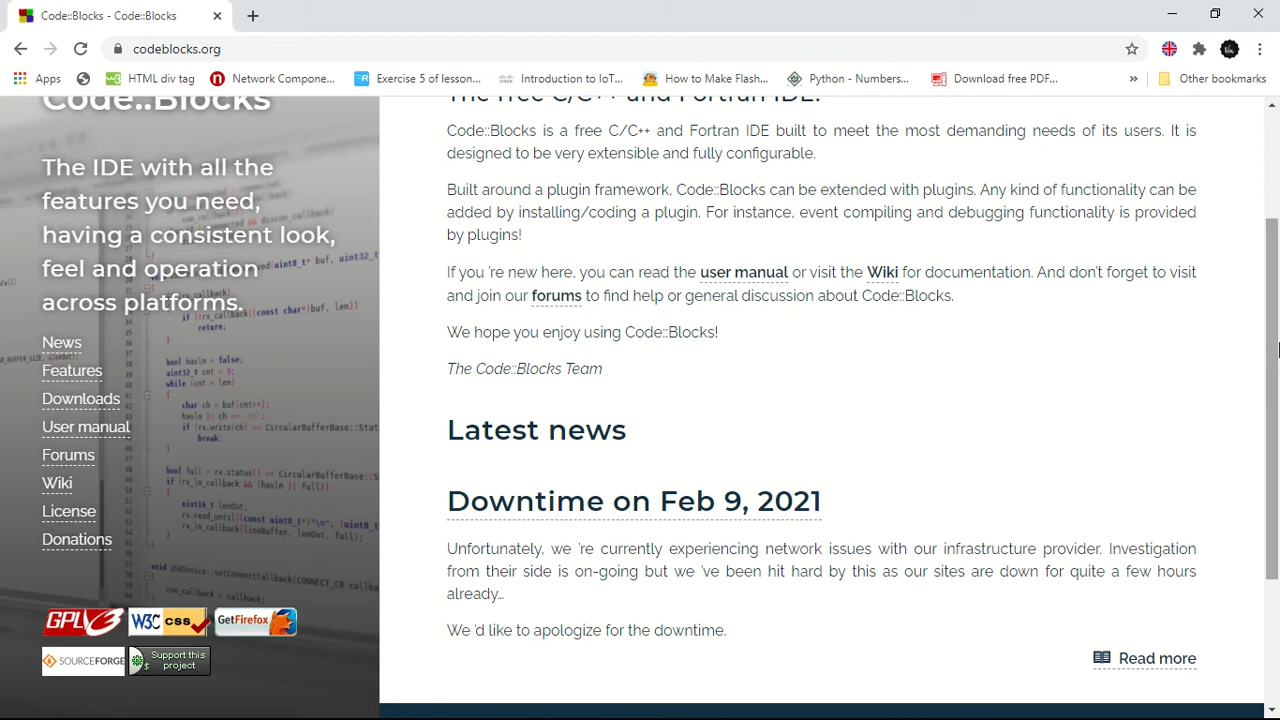 Code::Blocks - Code::Blocks
codeblocks.org
Apps
HTML div tag
Network Compone...
Exercise 5 of lesson...
Introduction to IoT...
How to Make Flash...
Python - Numbers...
Download free PDF...
»
Other bookmarks
Code::Blocks
The IDE with all the
features you need,
having a consistent look,
feel and operation
across platforms.
News
Features
Downloads
User manual
Forums
Wiki
License
Donations
GPL 3
W3C css
GetFirefox
SOURCEFORGE
Support this
project
The free C/C++ and Fortran IDE.
Code::Blocks is a free C/C++ and Fortran IDE built to meet the most demanding needs of its users. It is
designed to be very extensible and fully configurable.
Built around a plugin framework, Code::Blocks can be extended with plugins. Any kind of functionality can be
added by installing/coding a plugin. For instance, event compiling and debugging functionality is provided
by plugins!
If you 're new here, you can read the user manual or visit the Wiki for documentation. And don't forget to visit
and join our forums to find help or general discussion about Code::Blocks.
We hope you enjoy using Code::Blocks!
The Code::Blocks Team
Latest news
Downtime on Feb 9, 2021
Unfortunately, we 're currently experiencing network issues with our infrastructure provider. Investigation
from their side is on-going but we 've been hit hard by this as our sites are down for quite a few hours
already…
We 'd like to apologize for the downtime.
Read more